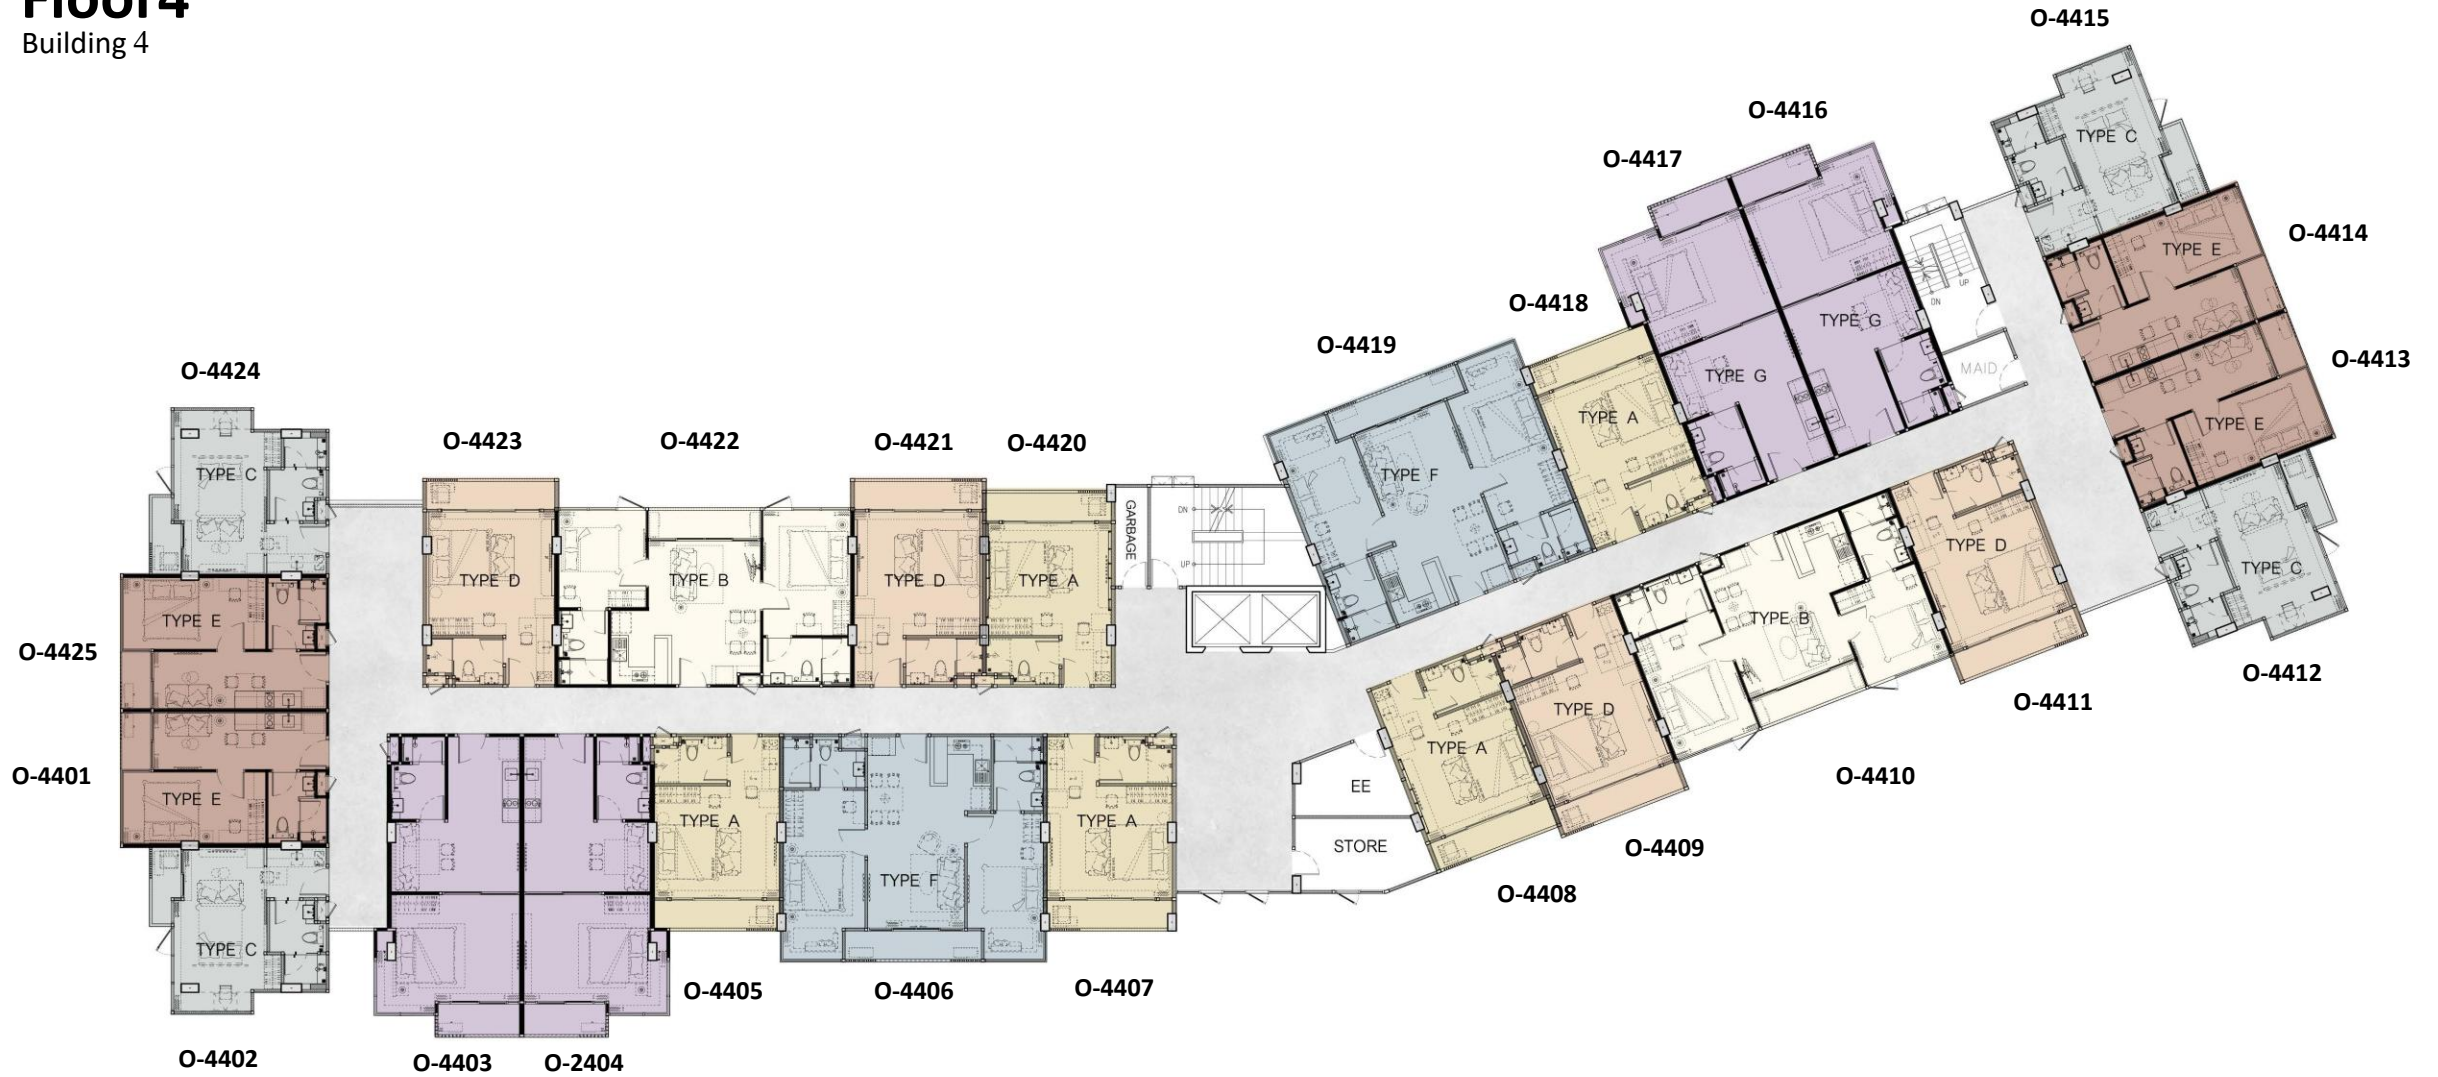 Floor4
Building 4
O-4415
O-4416
O-4417
TYPE C
O-4414
TYPE E
O-4418
UP
DN
TYPE G
O-4419
O-4413
MAID
O-4424
TYPE G
TYPE A
TYPE E
O-4423
O-4422
O-4421
O-4420
TYPE C
TYPE F
GARBAGE
DN
UP
TYPE D
TYPE D
TYPE B
TYPE D
TYPE A
TYPE C
TYPE E
TYPE B
O-4425
O-4412
O-4411
TYPE D
TYPE A
O-4401
O-4410
EE
TYPE E
TYPE A
TYPE A
STORE
O-4409
TYPE F
O-4408
TYPE C
O-4405
O-4406
O-4407
O-4402
O-4403
O-2404